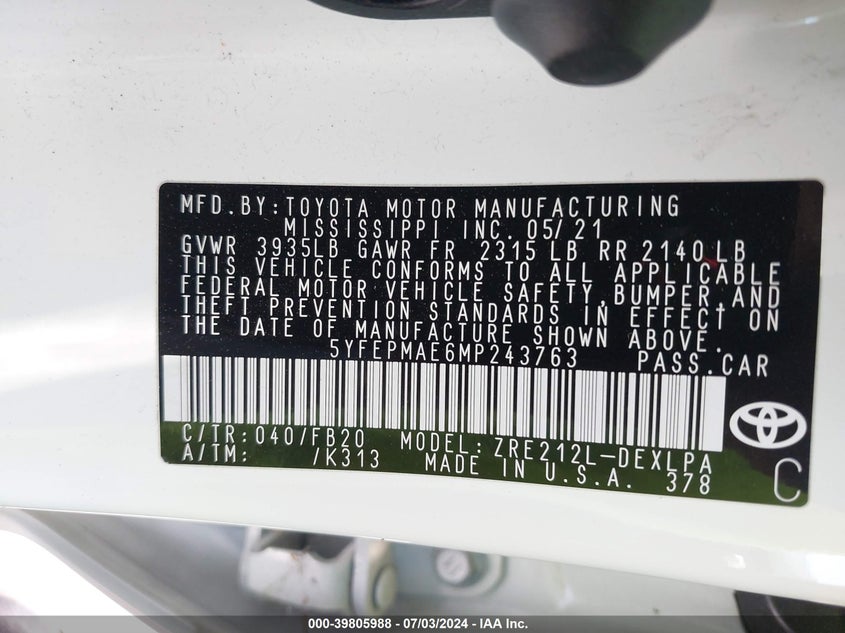 MFD.BY:TOYOTA MOTOR MANUFACTURING
MISSISSIPPI INC. 05/21
GVWR 3935LB GAWR FR 2315 LB RR 2140 LB
THIS VEHICLE CONFORMS TO ALL APPLICABLE
FEDERAL MOTOR VEHICLE SAFETY,BUMPER,AND
THEFT PREVENTION STANDARDS IN EFFECT ON
THE DATE OF MANUFACTURE SHOWN ABOVE.
5YFEPMAE6MP243763 PASS.CAR
C/TR:040/FB20 MODEL:ZRE212L-DEXLPA
A/TM: /K313 MADE IN U.S.A. 378
C
000-39805988 - 07/03/2024 - IAA Inc.